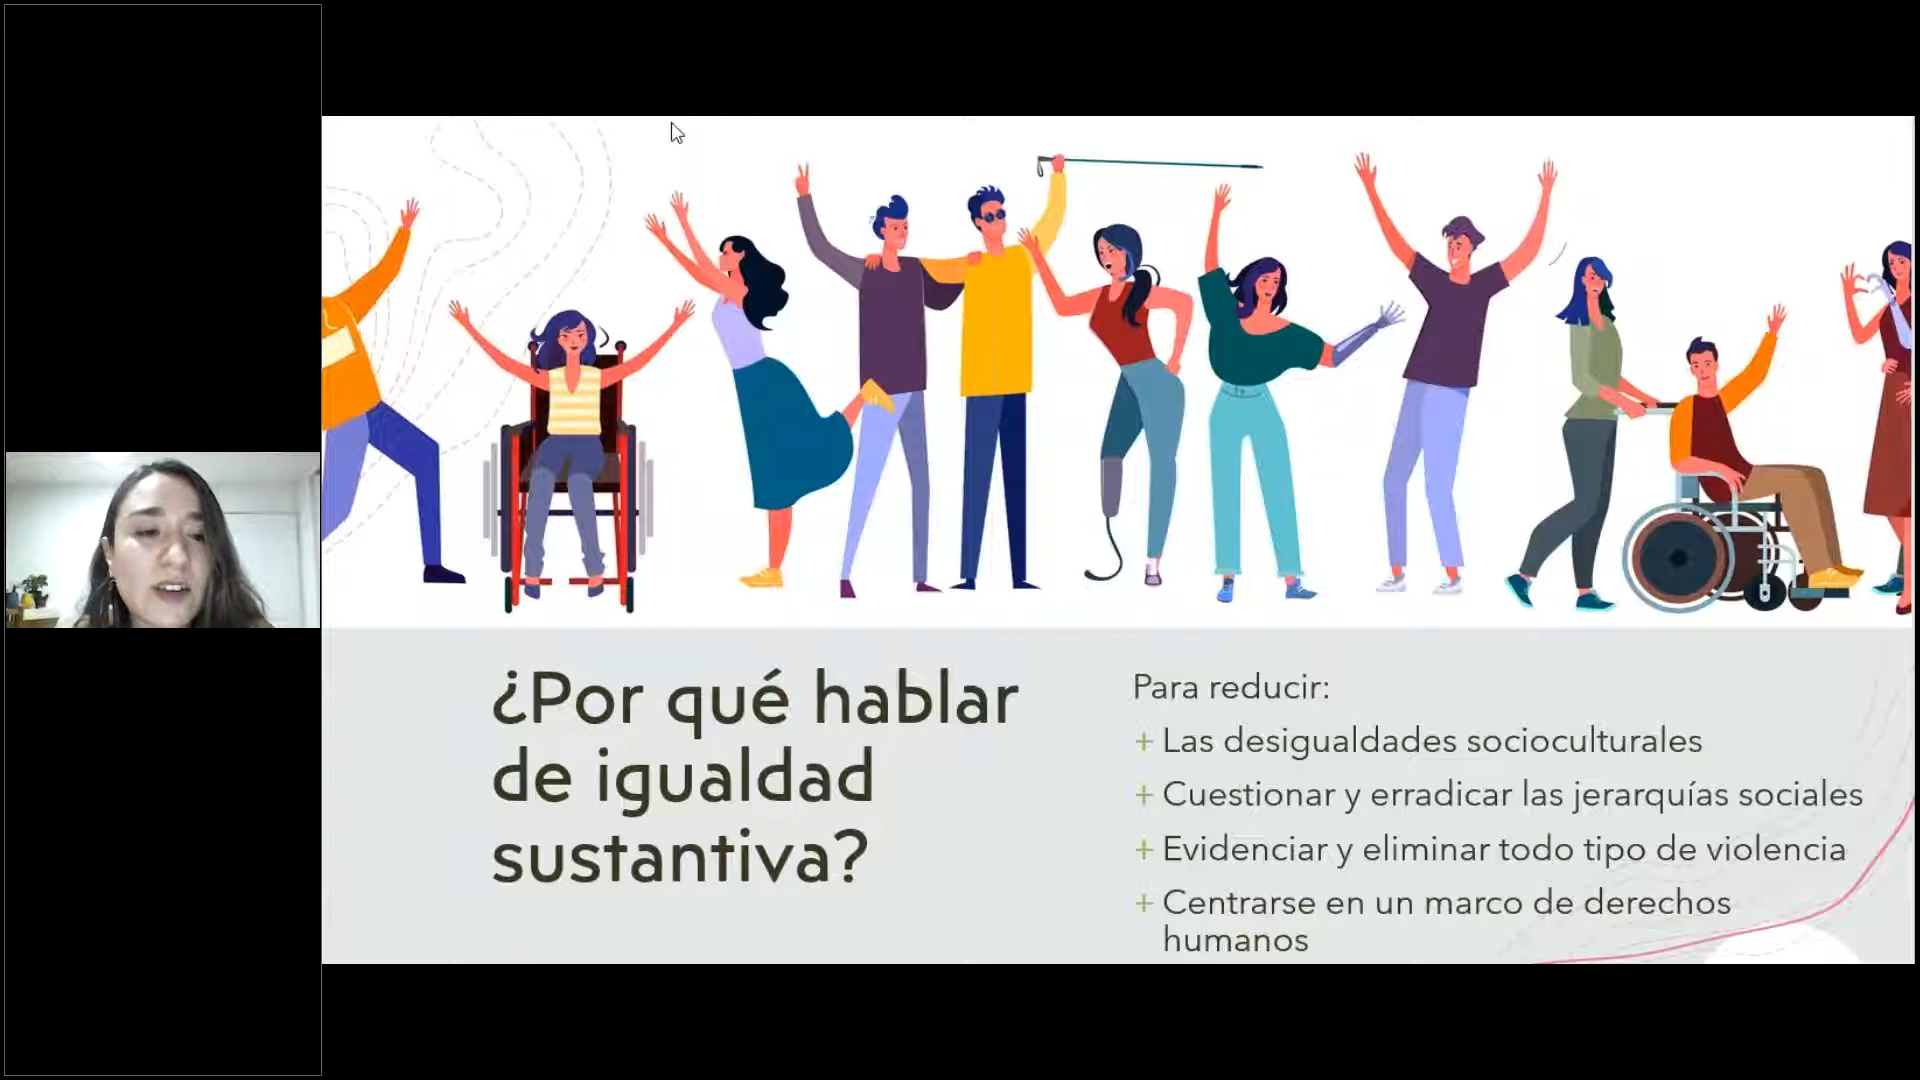 ¿Por qué hablar
de igualdad
sustantiva?
Para reducir:
+ Las desigualdades socioculturales
+ Cuestionar y erradicar las jerarquías sociales
+ Evidenciar y eliminar todo tipo de violencia
+ Centrarse en un marco de derechos
humanos